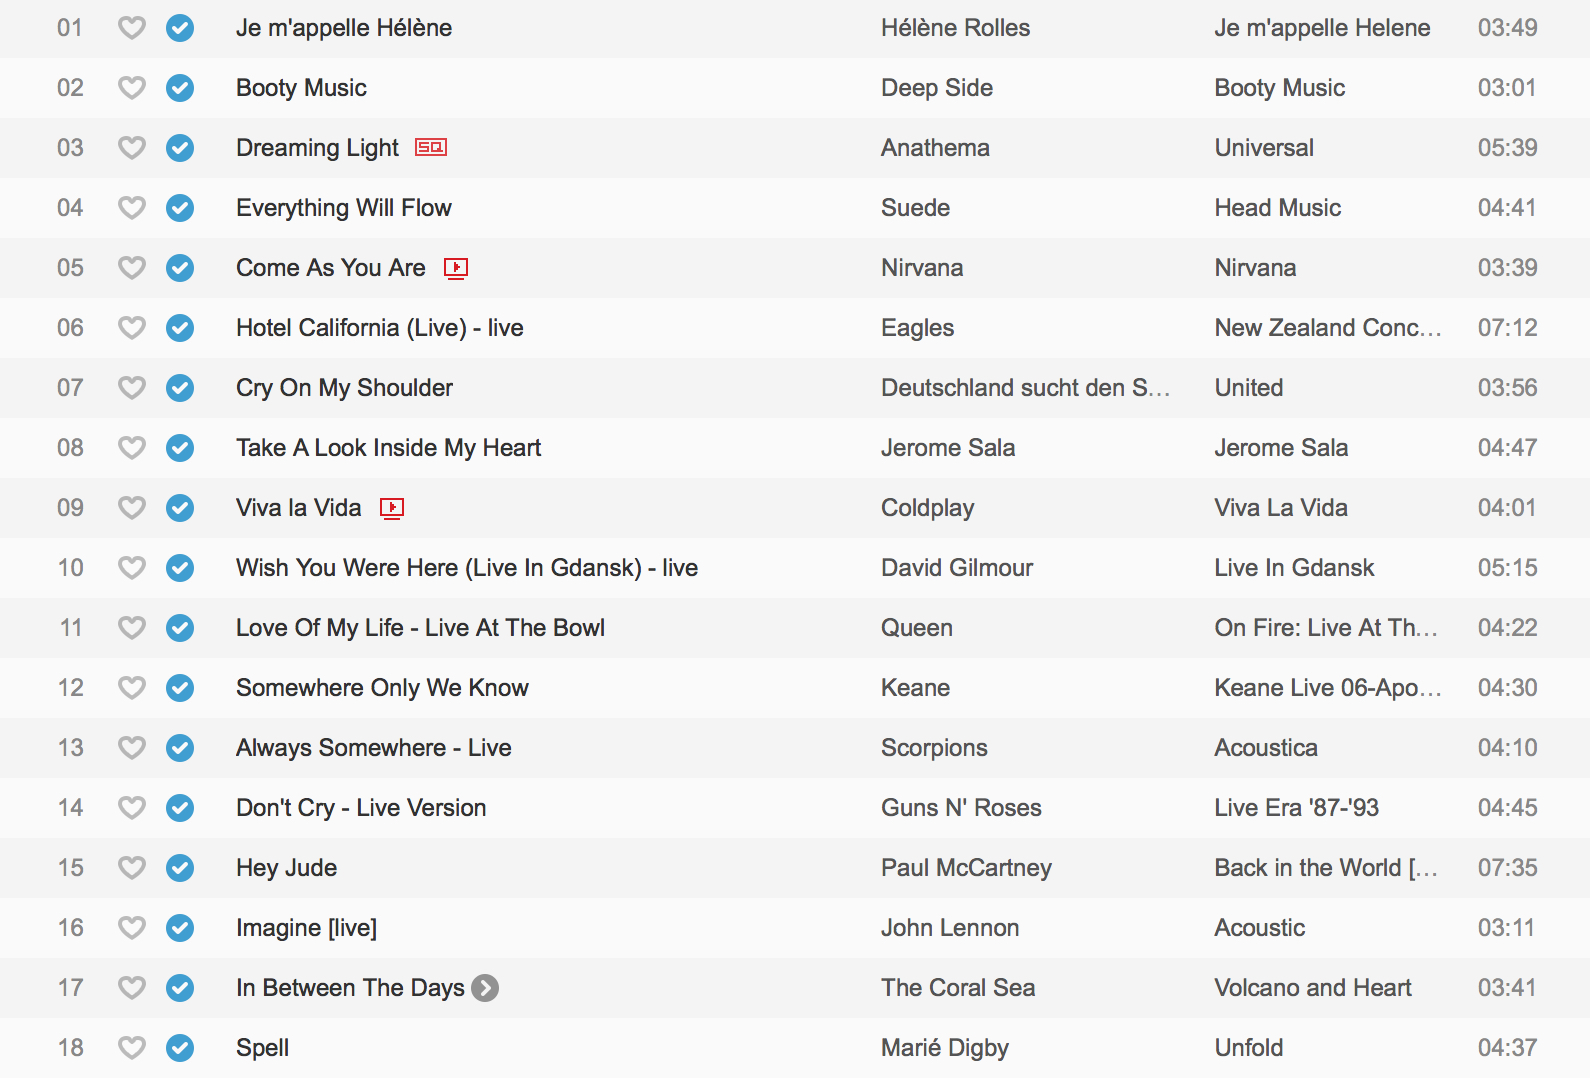 01 Je m'appelle Hélène Hélène Rolles Je m'appelle Helene 03:49
02 Booty Music Deep Side Booty Music 03:01
03 Dreaming Light SQ Anathema Universal 05:39
04 Everything Will Flow Suede Head Music 04:41
05 Come As You Are Nirvana Nirvana 03:39
06 Hotel California (Live) - live Eagles New Zealand Conc... 07:12
07 Cry On My Shoulder Deutschland sucht den S... United 03:56
08 Take A Look Inside My Heart Jerome Sala Jerome Sala 04:47
09 Viva la Vida Coldplay Viva La Vida 04:01
10 Wish You Were Here (Live In Gdansk) - live David Gilmour Live In Gdansk 05:15
11 Love Of My Life - Live At The Bowl Queen On Fire: Live At Th... 04:22
12 Somewhere Only We Know Keane Keane Live 06-Apo... 04:30
13 Always Somewhere - Live Scorpions Acoustica 04:10
14 Don't Cry - Live Version Guns N' Roses Live Era '87-'93 04:45
15 Hey Jude Paul McCartney Back in the World [... 07:35
16 Imagine [live] John Lennon Acoustic 03:11
17 In Between The Days The Coral Sea Volcano and Heart 03:41
18 Spell Marié Digby Unfold 04:37